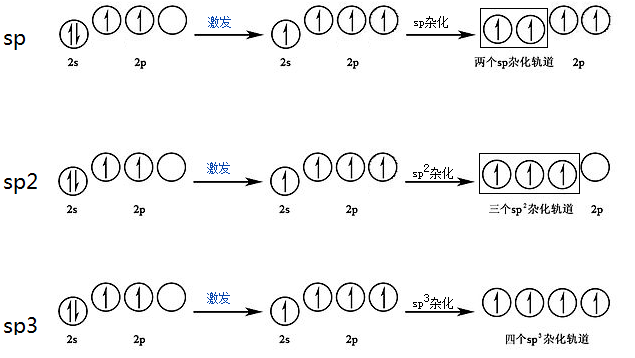 sp 激发 sp杂化
2s 2p 2s 2p 两个sp杂化轨道 2p
sp2 激发 sp²杂化
2s 2p 2s 2p 三个sp²杂化轨道 2p
sp3 激发 sp³杂化
2s 2p 2s 2p 四个sp³杂化轨道